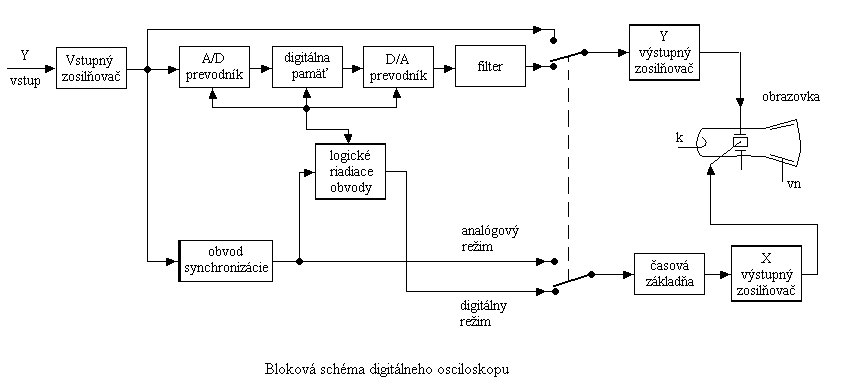 Y
vstup
Vstupný
zosilňovač
A/D
prevodník
digitálna
pamäť
D/A
prevodník
filter
Y
výstupný
zosilňovač
obrazovka
k
vn
logické
riadiace
obvody
obvod
synchronizácie
analógový
režim
digitálny
režim
časová
základňa
X
výstupný
zosilňovač
Bloková schéma digitálneho osciloskopu